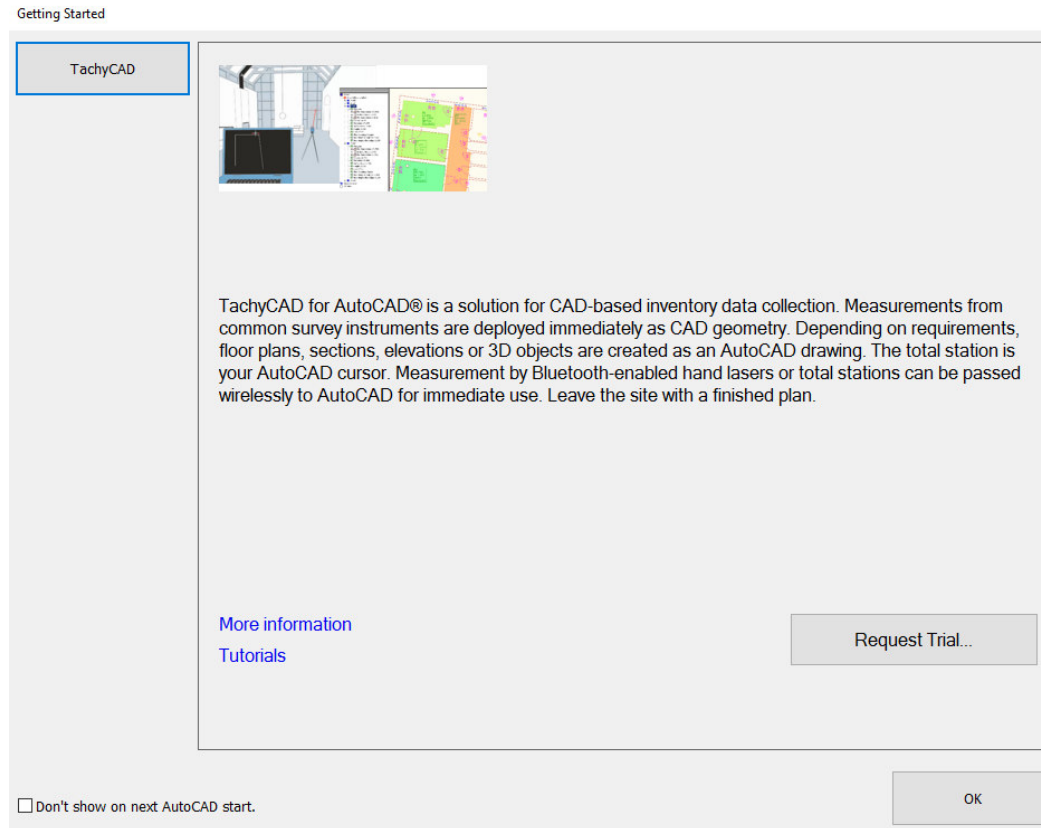 Getting Started
TachyCAD
TachyCAD for AutoCAD® is a solution for CAD-based inventory data collection. Measurements from
common survey instruments are deployed immediately as CAD geometry. Depending on requirements,
floor plans, sections, elevations or 3D objects are created as an AutoCAD drawing. The total station is
your AutoCAD cursor. Measurement by Bluetooth-enabled hand lasers or total stations can be passed
wirelessly to AutoCAD for immediate use. Leave the site with a finished plan.
More information
Tutorials
Request Trial...
Don't show on next AutoCAD start.
OK